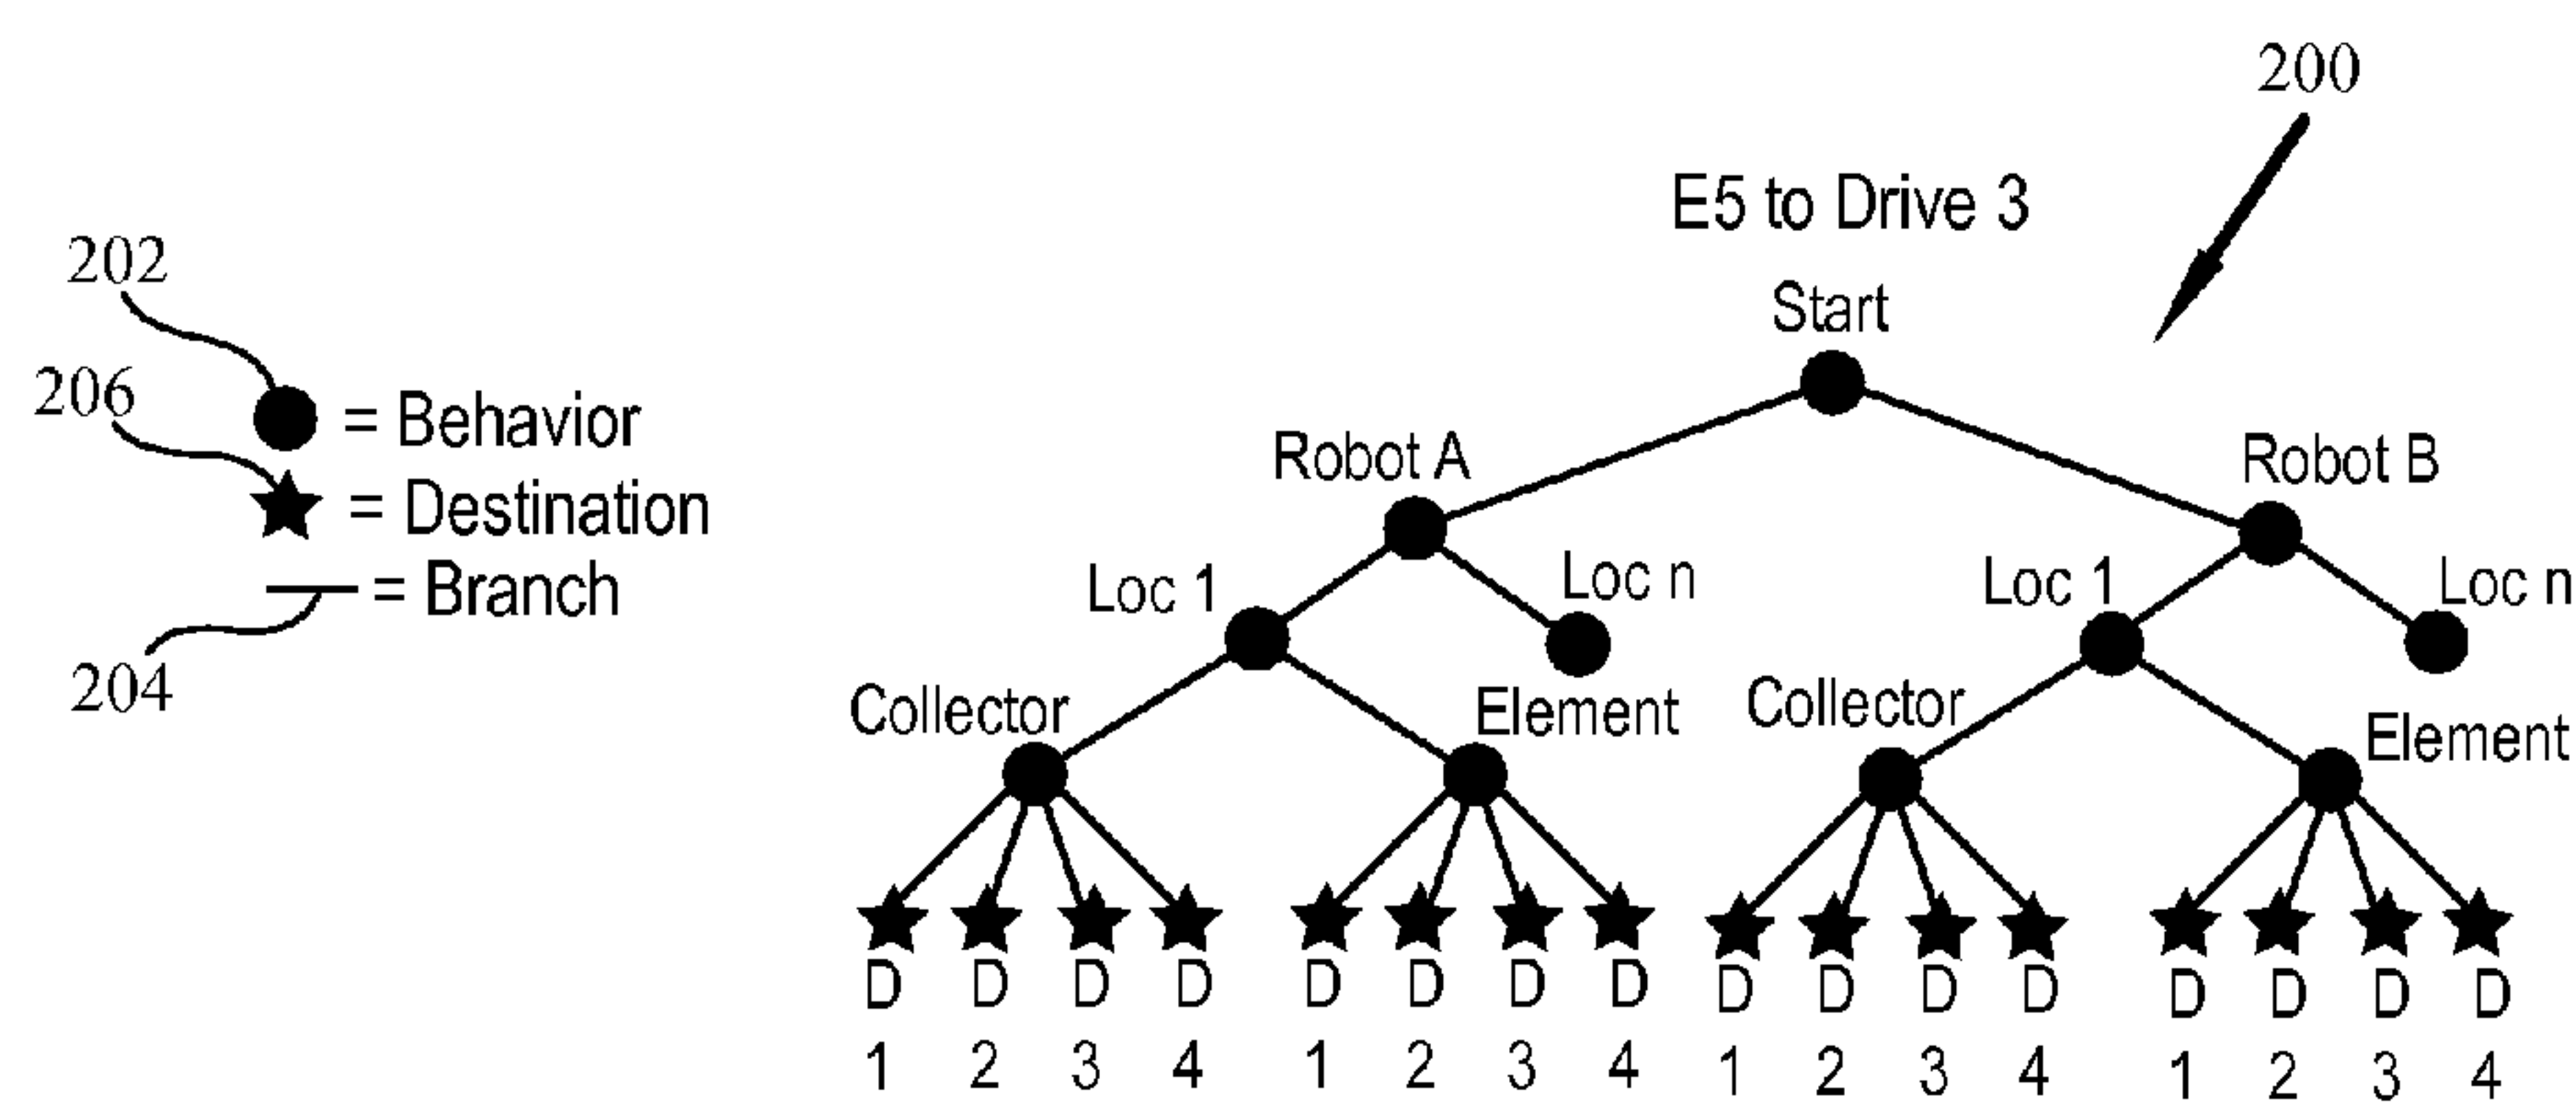 200
E5 to Drive 3
Start
202
206
= Behavior
= Destination
= Branch
204
Robot A
Robot B
Loc 1
Loc n
Loc 1
Loc n
Collector
Element
Collector
Element
D D D D D D D D D D D D D D D D
1 2 3 4 1 2 3 4 1 2 3 4 1 2 3 4